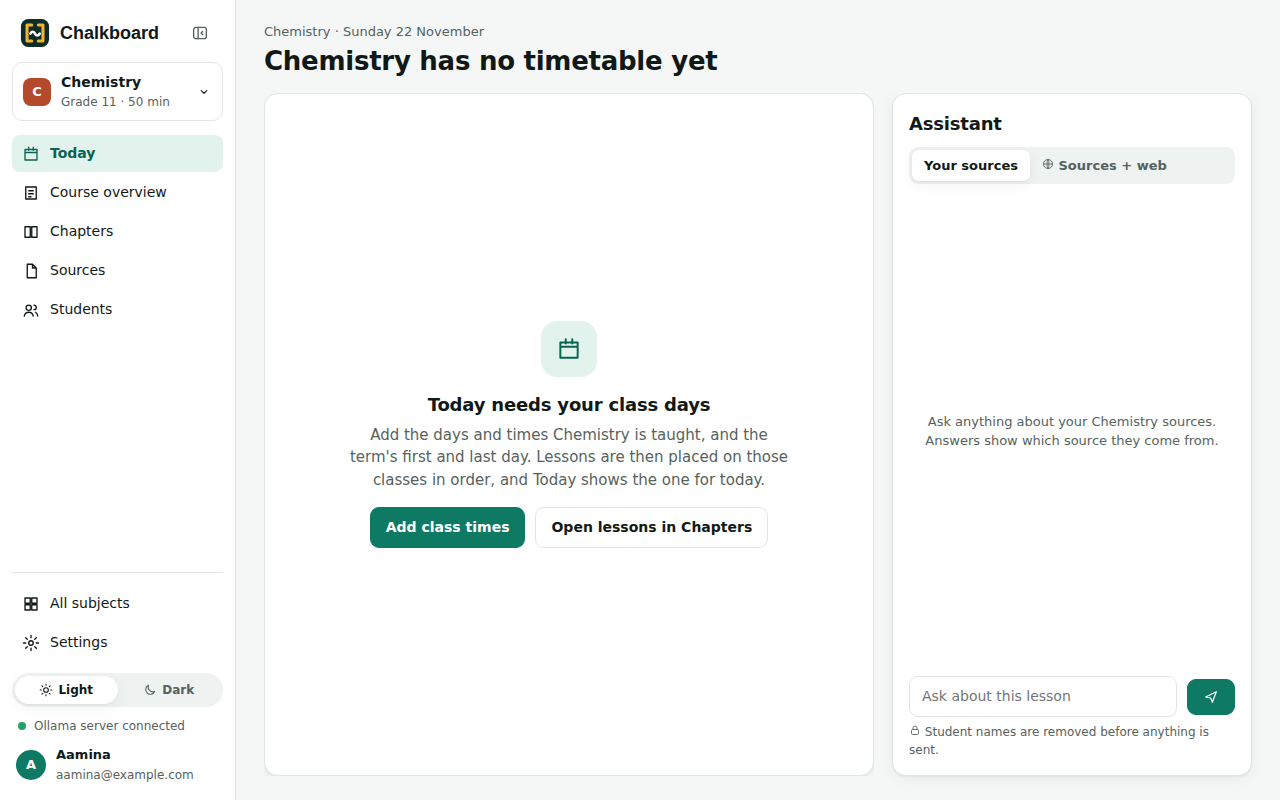 Chalkboard
C
Chemistry
Grade 11 · 50 min
Today
Course overview
Chapters
Sources
Students
All subjects
Settings
Light
Dark
Ollama server connected
A
Aamina
aamina@example.com
Chemistry · Sunday 22 November
Chemistry has no timetable yet
Today needs your class days
Add the days and times Chemistry is taught, and the
term's first and last day. Lessons are then placed on those
classes in order, and Today shows the one for today.
Add class times
Open lessons in Chapters
Assistant
Your sources
Sources + web
Ask anything about your Chemistry sources.
Answers show which source they come from.
Ask about this lesson
Student names are removed before anything is
sent.